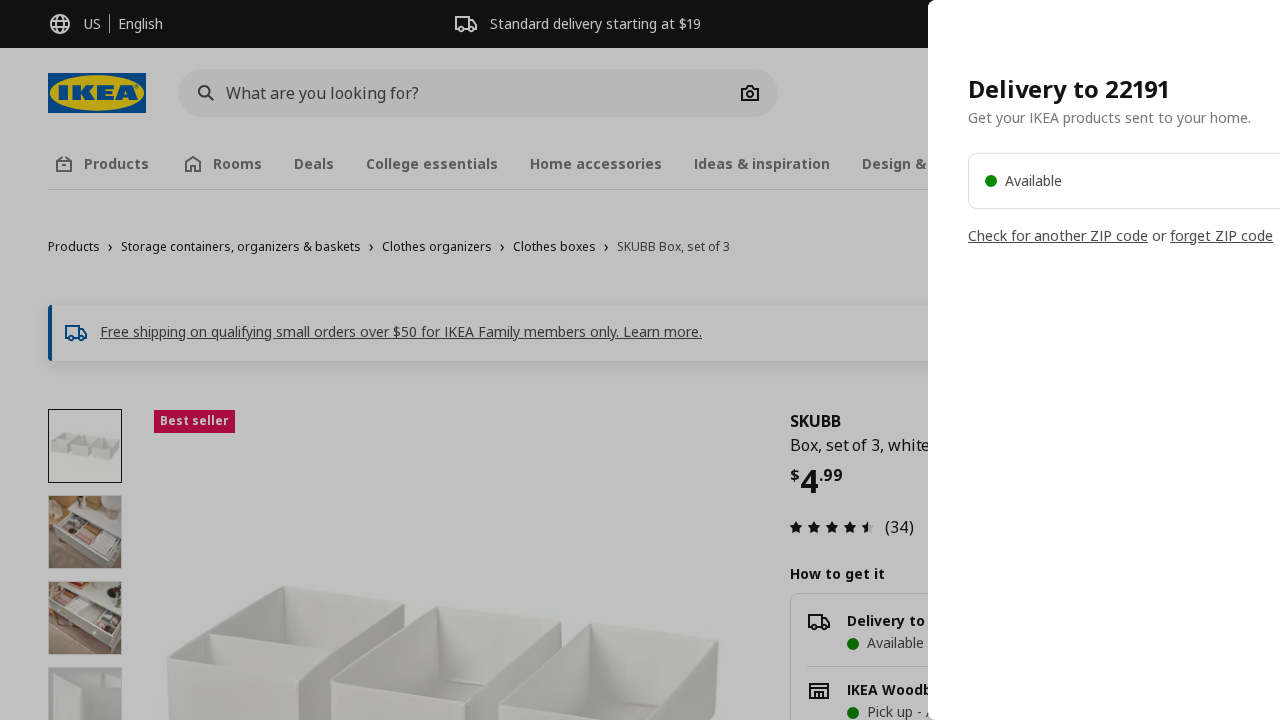 US
English
Standard delivery starting at $19
IKEA
What are you looking for?
Products
Rooms
Deals
College essentials
Home accessories
Ideas & inspiration
Design &
Products › Storage containers, organizers & baskets › Clothes organizers › Clothes boxes › SKUBB Box, set of 3
Free shipping on qualifying small orders over $50 for IKEA Family members only. Learn more.
Best seller
SKUBB
Box, set of 3, white
$4.99
(34)
How to get it
Delivery to
Available
IKEA Woodb
Pick up - A
Delivery to 22191
Get your IKEA products sent to your home.
Available
Check for another ZIP code or forget ZIP code